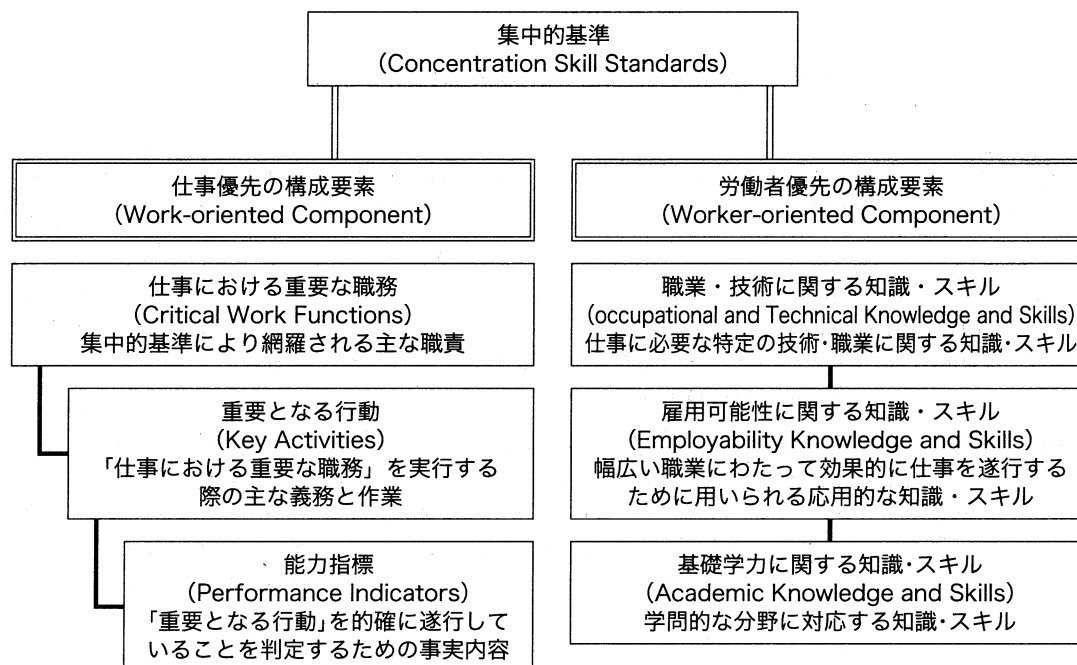 集中的基準
(Concentration Skill Standards)
仕事優先の構成要素
(Work-oriented Component)
仕事における重要な職務
(Critical Work Functions)
集中的基準により網羅される主な職責
重要となる行動
(Key Activities)
「仕事における重要な職務」を実行する
際の主な義務と作業
能力指標
(Performance Indicators)
「重要となる行動」を的確に遂行して
いることを判定するための事実内容
労働者優先の構成要素
(Worker-oriented Component)
職業・技術に関する知識・スキル
(occupational and Technical Knowledge and Skills)
仕事に必要な特定の技術・職業に関する知識・スキル
雇用可能性に関する知識・スキル
(Employability Knowledge and Skills)
幅広い職業にわたって効果的に仕事を遂行する
ために用いられる応用的な知識・スキル
基礎学力に関する知識・スキル
(Academic Knowledge and Skills)
学問的な分野に対応する知識・スキル